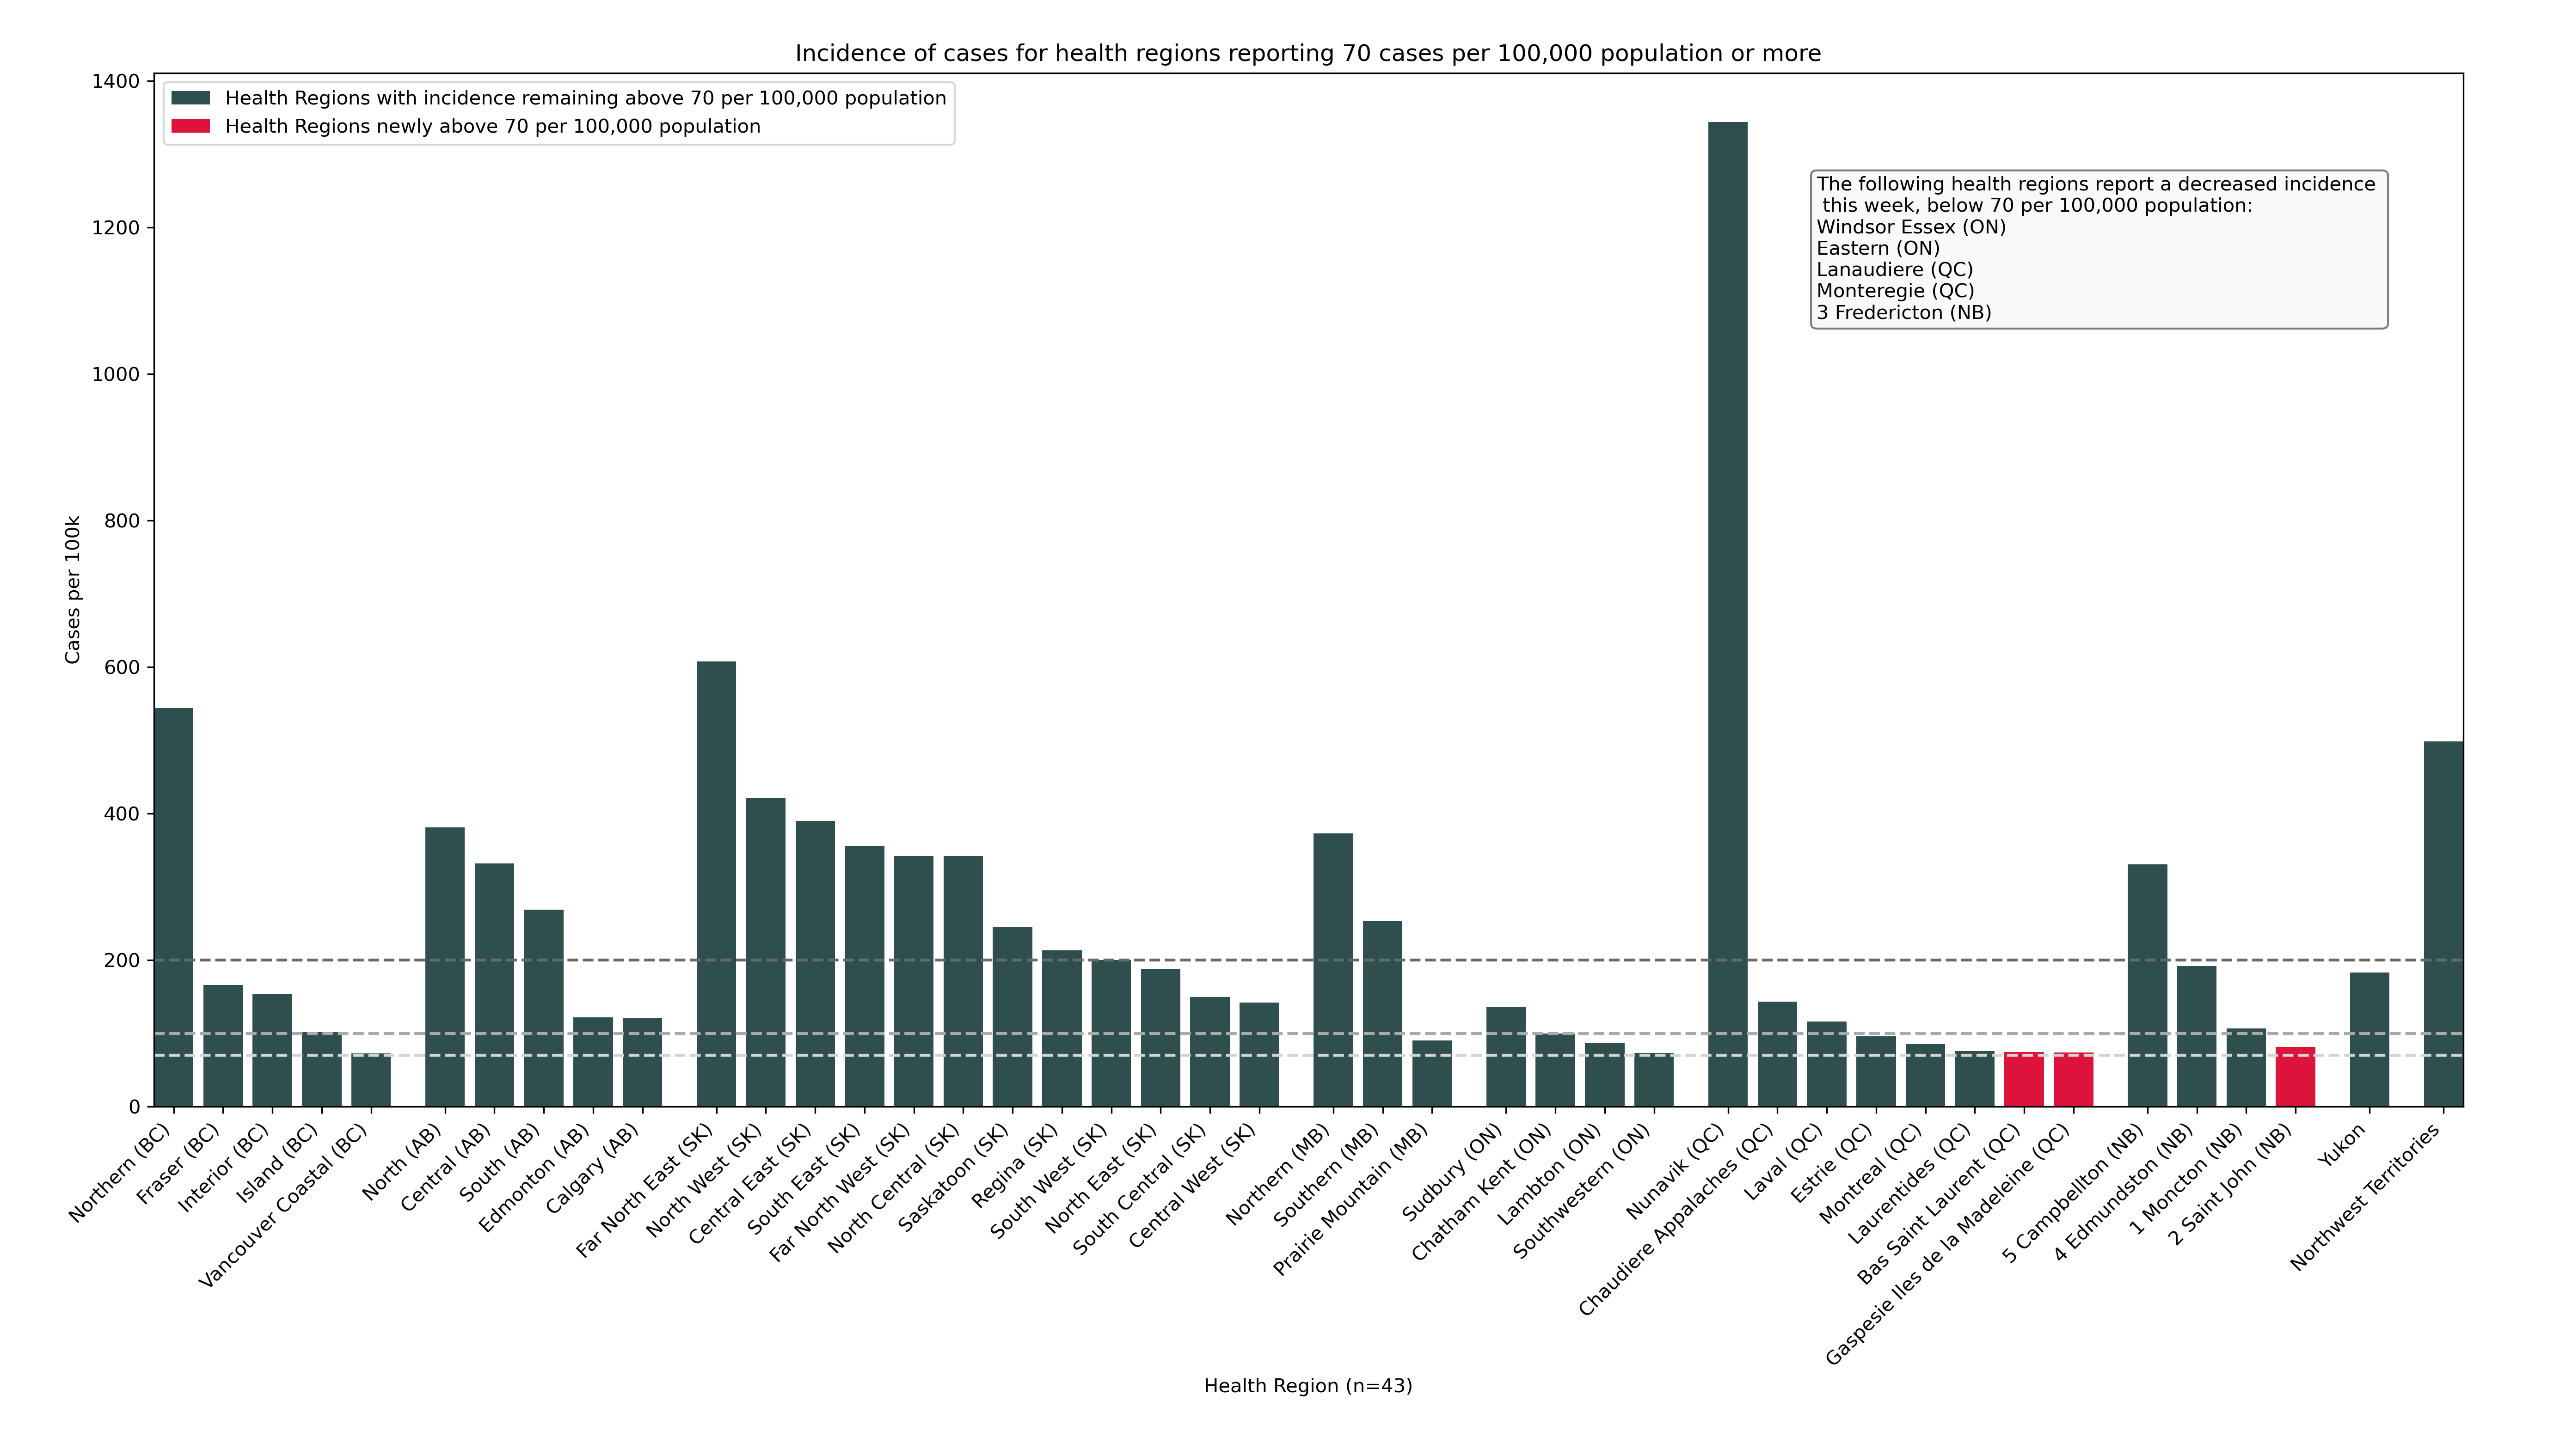 Incidence of cases for health regions reporting 70 cases per 100,000 population or more
Health Regions with incidence remaining above 70 per 100,000 population
Health Regions newly above 70 per 100,000 population
The following health regions report a decreased incidence
this week, below 70 per 100,000 population:
Windsor Essex (ON)
Eastern (ON)
Lanaudiere (QC)
Monteregie (QC)
3 Fredericton (NB)
Cases per 100k
1400
1200
1000
800
600
400
200
0
Northern (BC)
Fraser (BC)
Interior (BC)
Island (BC)
Vancouver Coastal (BC)
North (AB)
Central (AB)
South (AB)
Edmonton (AB)
Calgary (AB)
Far North East (SK)
North West (SK)
Central East (SK)
South East (SK)
Far North West (SK)
North Central (SK)
Saskatoon (SK)
Regina (SK)
South West (SK)
North East (SK)
South Central (SK)
Central West (SK)
Northern (MB)
Southern (MB)
Prairie Mountain (MB)
Sudbury (ON)
Chatham Kent (ON)
Lambton (ON)
Southwestern (ON)
Nunavik (QC)
Chaudiere Appalaches (QC)
Laval (QC)
Estrie (QC)
Montreal (QC)
Laurentides (QC)
Bas Saint Laurent (QC)
Gaspesie Iles de la Madeleine (QC)
5 Campbellton (NB)
4 Edmundston (NB)
1 Moncton (NB)
2 Saint John (NB)
Yukon
Northwest Territories
Health Region (n=43)